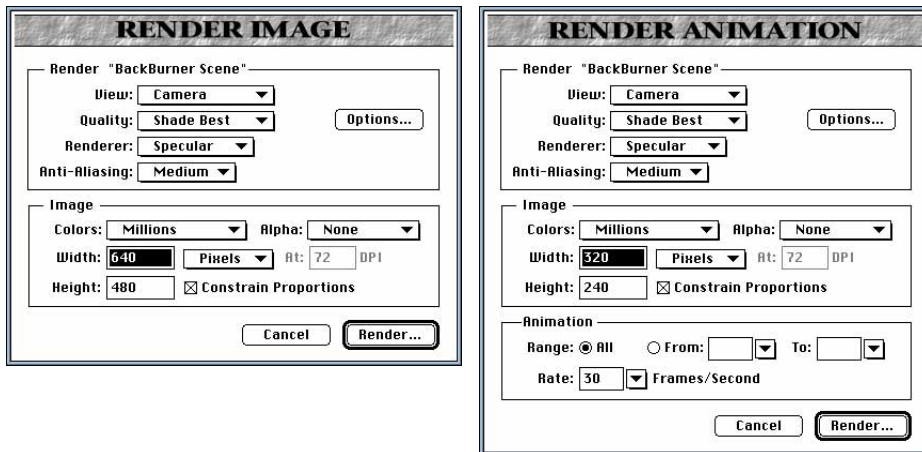 RENDER IMAGE
Render "BackBurner Scene"
View: Camera
Quality: Shade Best
Options...
Renderer: Specular
Anti-Aliasing: Medium
Image
Colors: Millions Alpha: None
Width: 640 Pixels At: 72 DPI
Height: 480 Constrain Proportions
Cancel Render...
RENDER ANIMATION
Render "BackBurner Scene"
View: Camera
Quality: Shade Best
Options...
Renderer: Specular
Anti-Aliasing: Medium
Image
Colors: Millions Alpha: None
Width: 320 Pixels At: 72 DPI
Height: 240 Constrain Proportions
Animation
Range: All From: To:
Rate: 30 Frames/Second
Cancel Render...